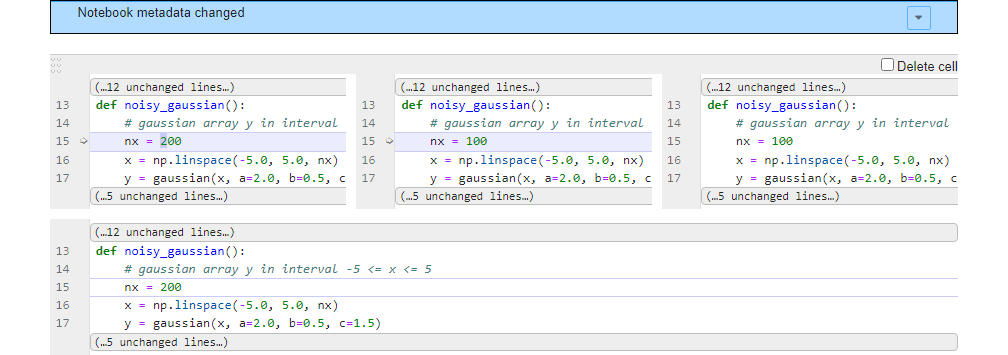 Notebook metadata changed
Delete cell
(…12 unchanged lines…)
13 def noisy_gaussian():
14 # gaussian array y in interval
15 nx = 200
16 x = np.linspace(-5.0, 5.0, nx)
17 y = gaussian(x, a=2.0, b=0.5, c
(…5 unchanged lines…)
(…12 unchanged lines…)
13 def noisy_gaussian():
14 # gaussian array y in interval
15 nx = 100
16 x = np.linspace(-5.0, 5.0, nx)
17 y = gaussian(x, a=2.0, b=0.5, c
(…5 unchanged lines…)
(…12 unchanged lines…)
13 def noisy_gaussian():
14 # gaussian array y in interval
15 nx = 100
16 x = np.linspace(-5.0, 5.0, nx)
17 y = gaussian(x, a=2.0, b=0.5, c
(…5 unchanged lines…)
(…12 unchanged lines…)
13 def noisy_gaussian():
14 # gaussian array y in interval -5 <= x <= 5
15 nx = 200
16 x = np.linspace(-5.0, 5.0, nx)
17 y = gaussian(x, a=2.0, b=0.5, c=1.5)
(…5 unchanged lines…)